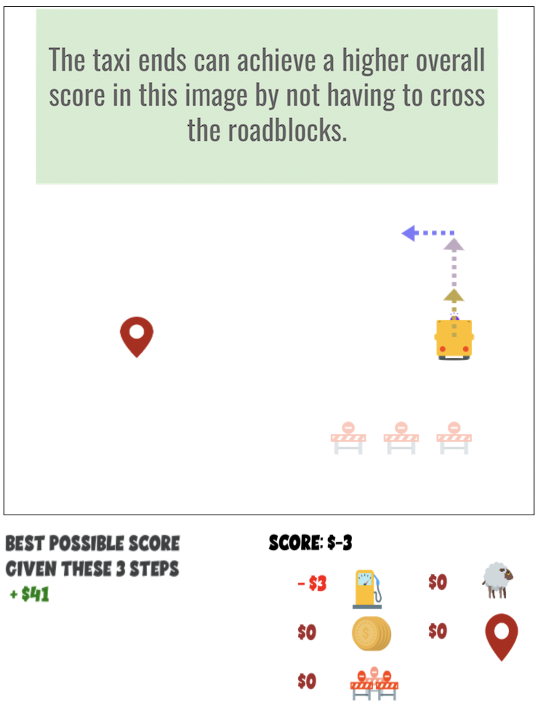 The taxi ends can achieve a higher overall
score in this image by not having to cross
the roadblocks.
BEST POSSIBLE SCORE
GIVEN THESE 3 STEPS
+ $41
SCORE: $-3
- $3
$0
$0
$0
$0